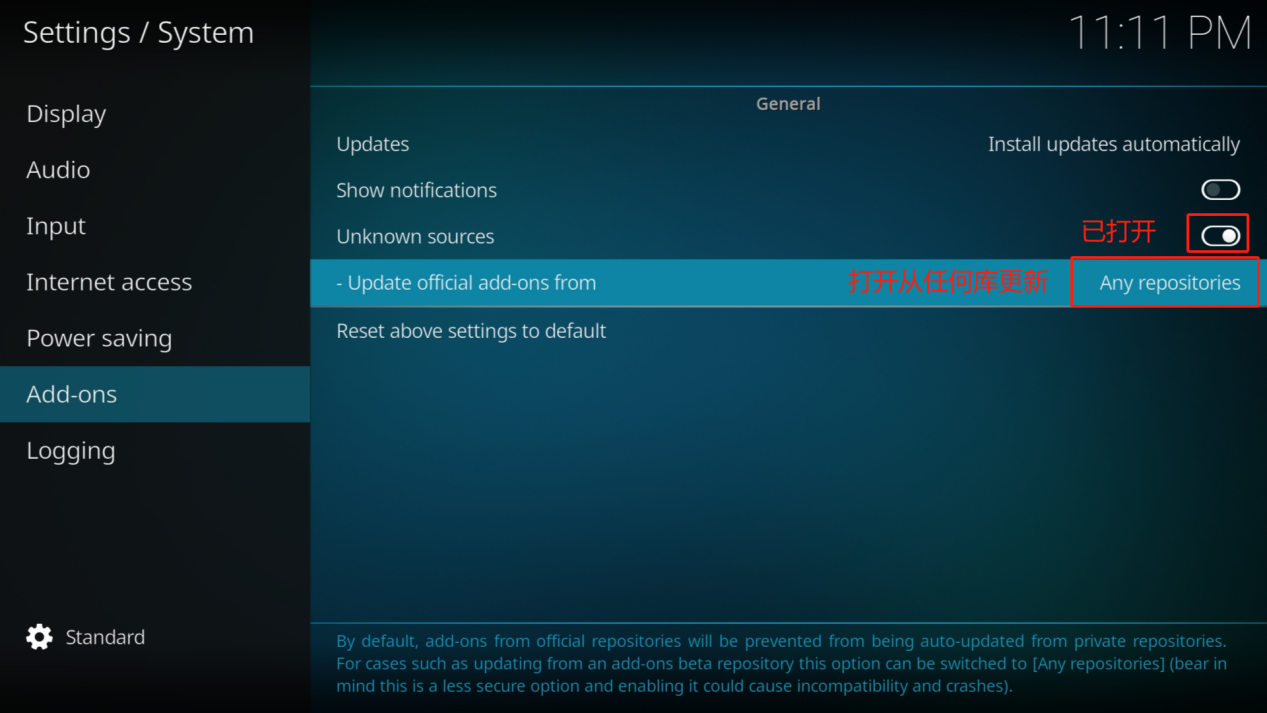 Settings / System
11:11 PM
Display
Audio
Input
Internet access
Power saving
Add-ons
Logging
Standard
General
Updates Install updates automatically
Show notifications
Unknown sources 已打开
- Update official add-ons from 打开从任何库更新 Any repositories
Reset above settings to default
By default, add-ons from official repositories will be prevented from being auto-updated from private repositories.
For cases such as updating from an add-ons beta repository this option can be switched to [Any repositories] (bear in
mind this is a less secure option and enabling it could cause incompatibility and crashes).